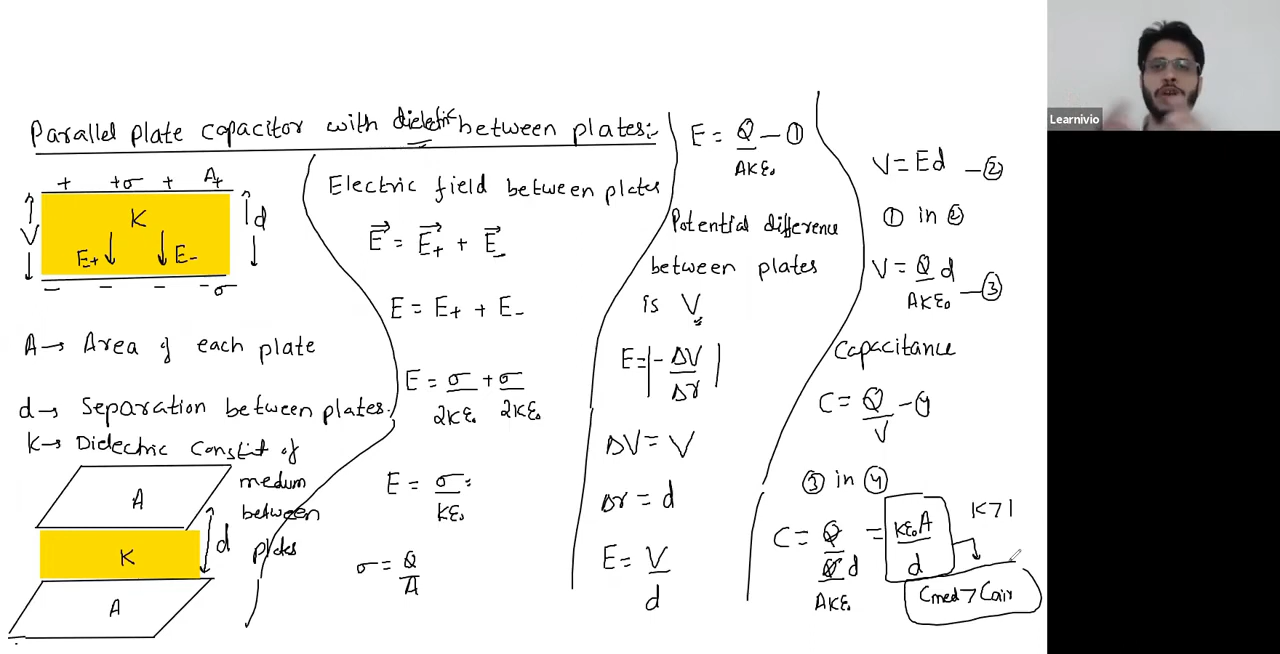 Parallel plate capacitor with dielectric between plates:-
+ +σ + A+
K
V
d
E+ ↓ ↓ E-
- - - -σ
A → Area of each plate
d → Separation between plates.
K → Dielectric Constt of
medum
between
plates
A
K
d
A
Electric field between plates
E⃗ = E⃗+ + E⃗-
E = E+ + E-
E = σ/2Kε₀ + σ/2Kε₀
E = σ/Kε₀
σ = Q/A
E = Q/AKε₀ — ①
Potential difference
between plates
is V
E = |- ΔV/Δr|
ΔV = V
Δr = d
E = V/d
V = Ed — ②
① in ②
V = Qd/AKε₀ — ③
Capacitance
C = Q/V — ④
③ in ④
C = Q/(Qd/AKε₀) = Kε₀A/d
K>1
Cmed > Cair
Learnivio